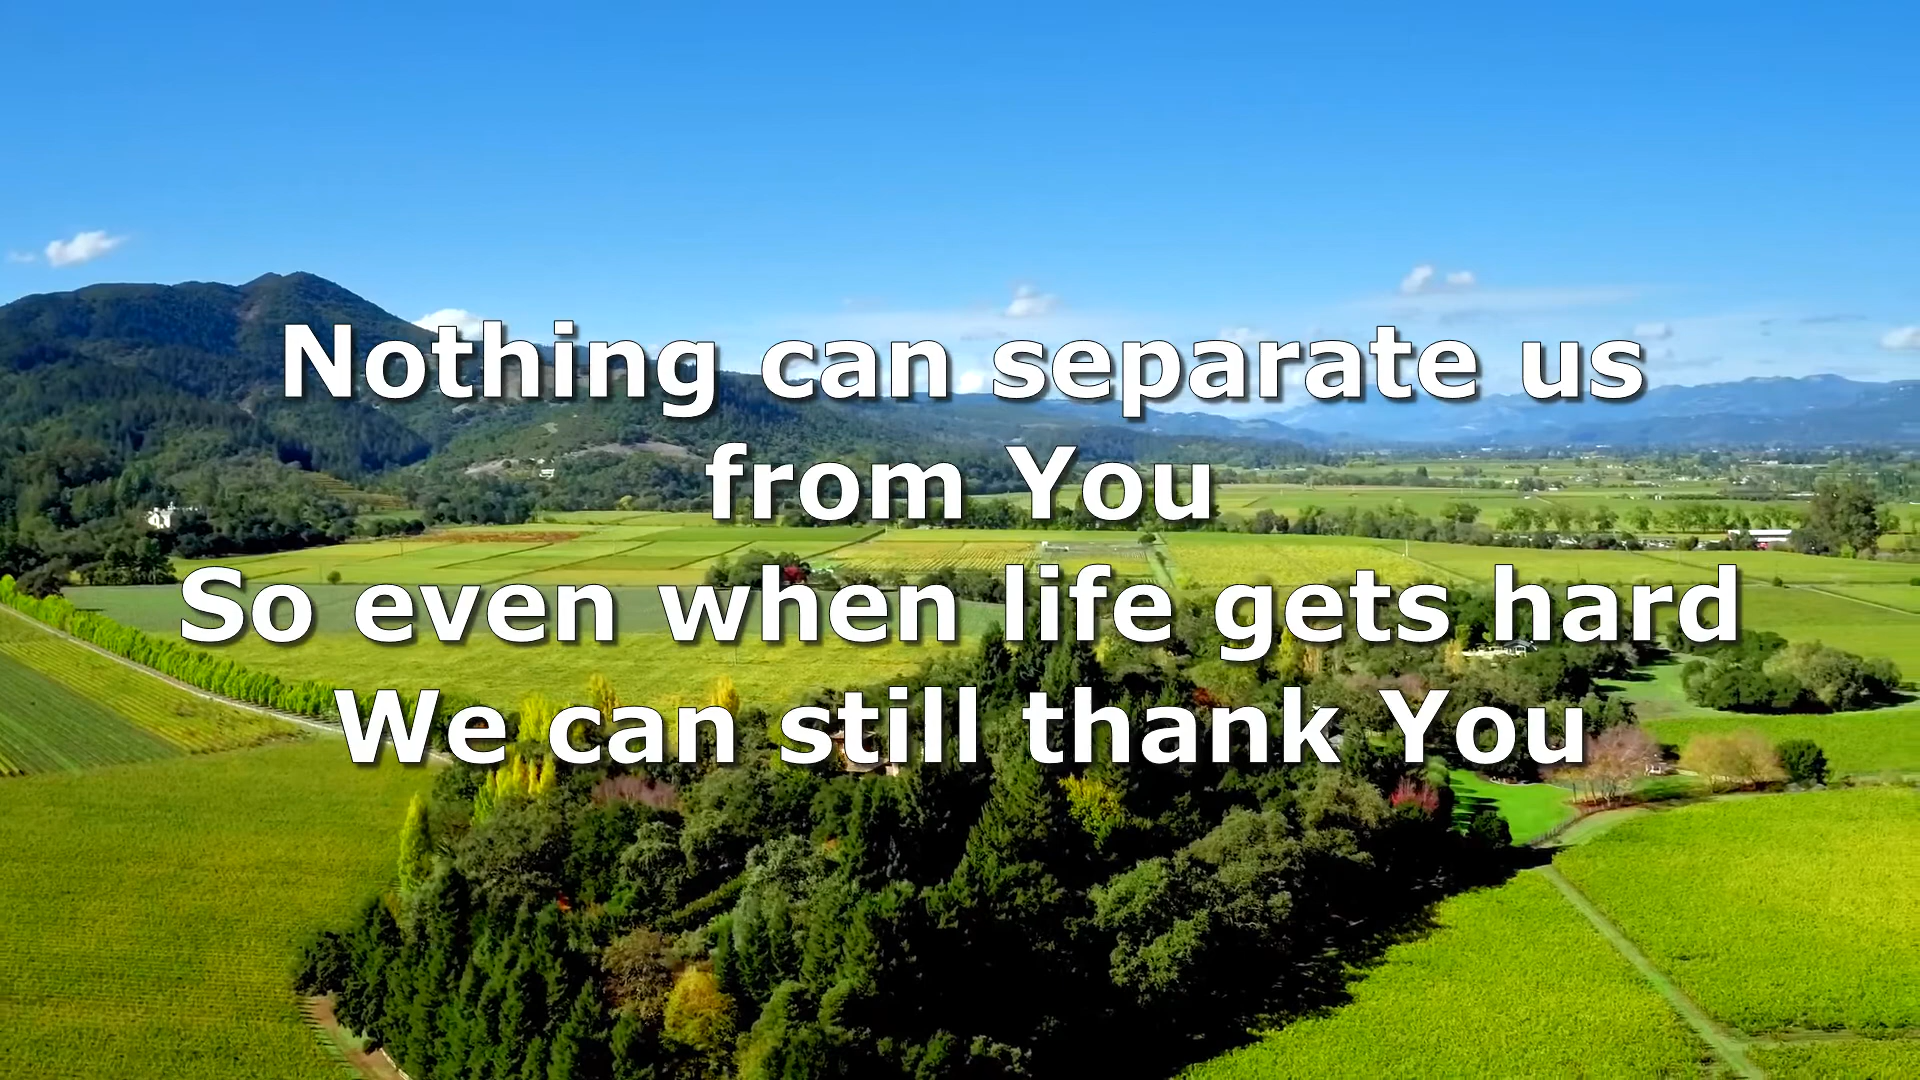 Nothing can separate us
from You
So even when life gets hard
We can still thank You